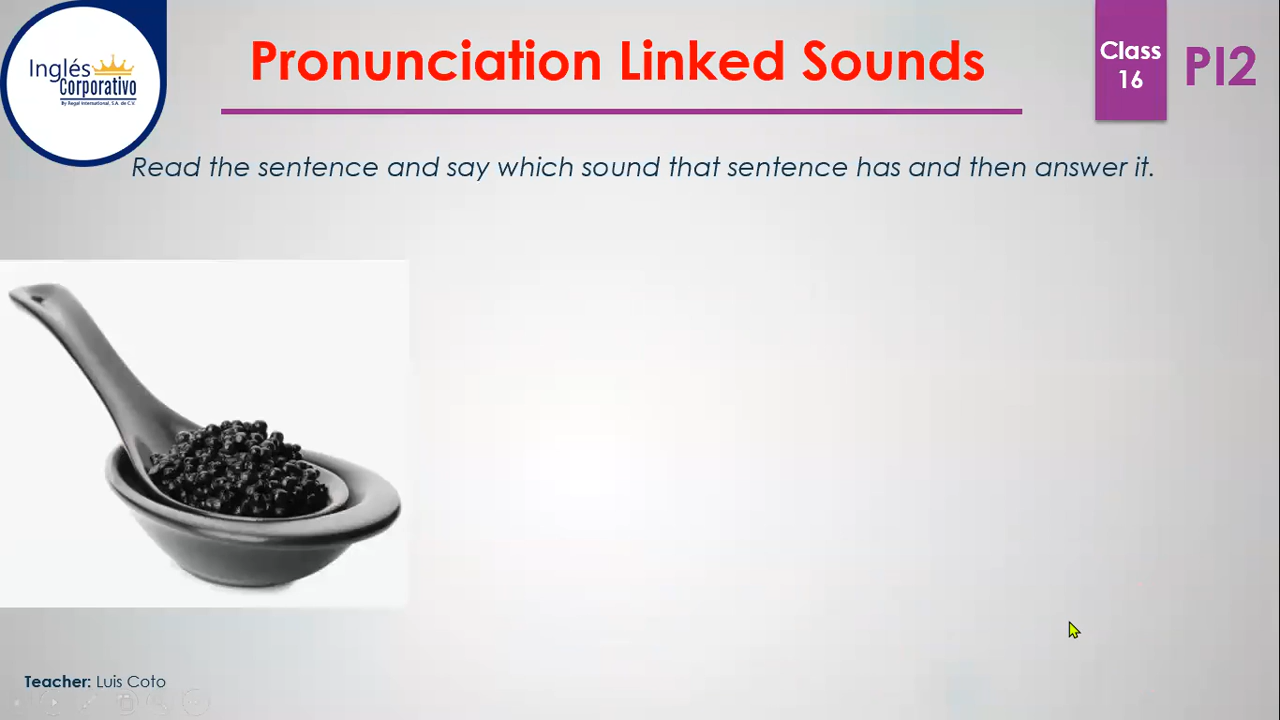 Inglés
Corporativo
By Regal International, S.A. de C.V.
Pronunciation Linked Sounds
Class
16
PI2
Read the sentence and say which sound that sentence has and then answer it.
Teacher: Luis Coto